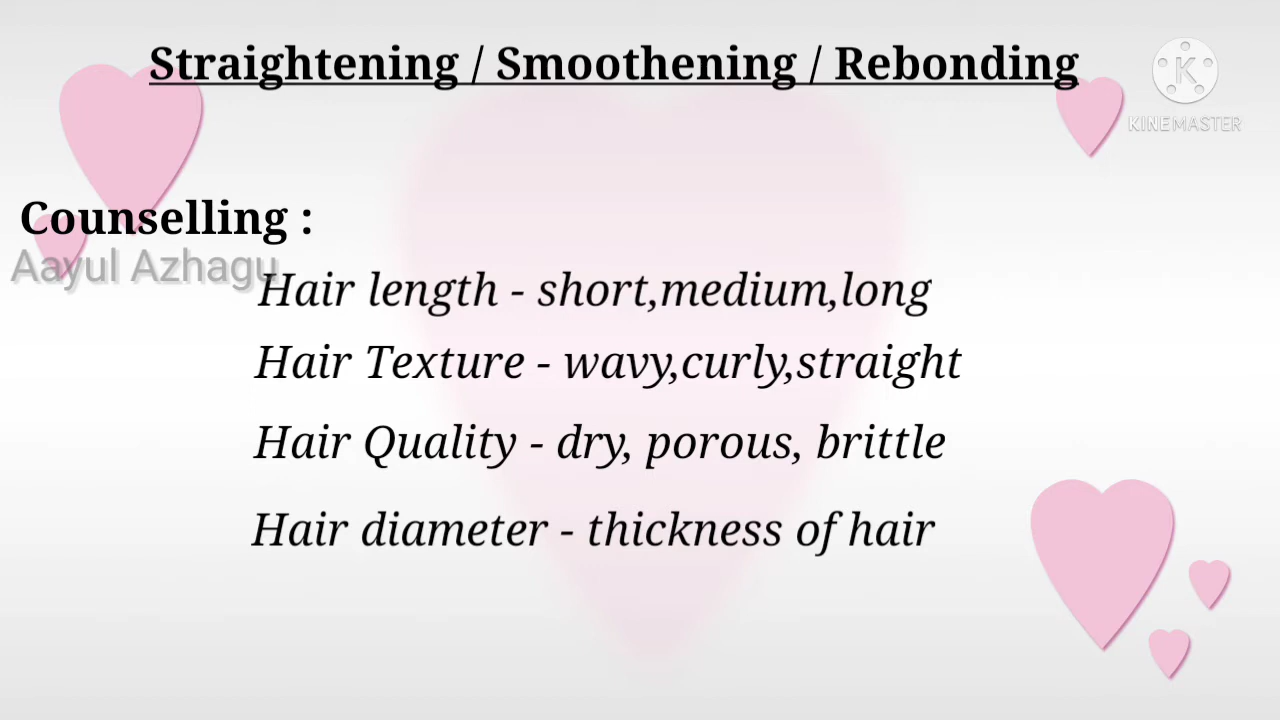 Straightening / Smoothening / Rebonding
KINEMASTER
Counselling :
Aayul Azhagu
Hair length - short,medium,long
Hair Texture - wavy,curly,straight
Hair Quality - dry, porous, brittle
Hair diameter - thickness of hair